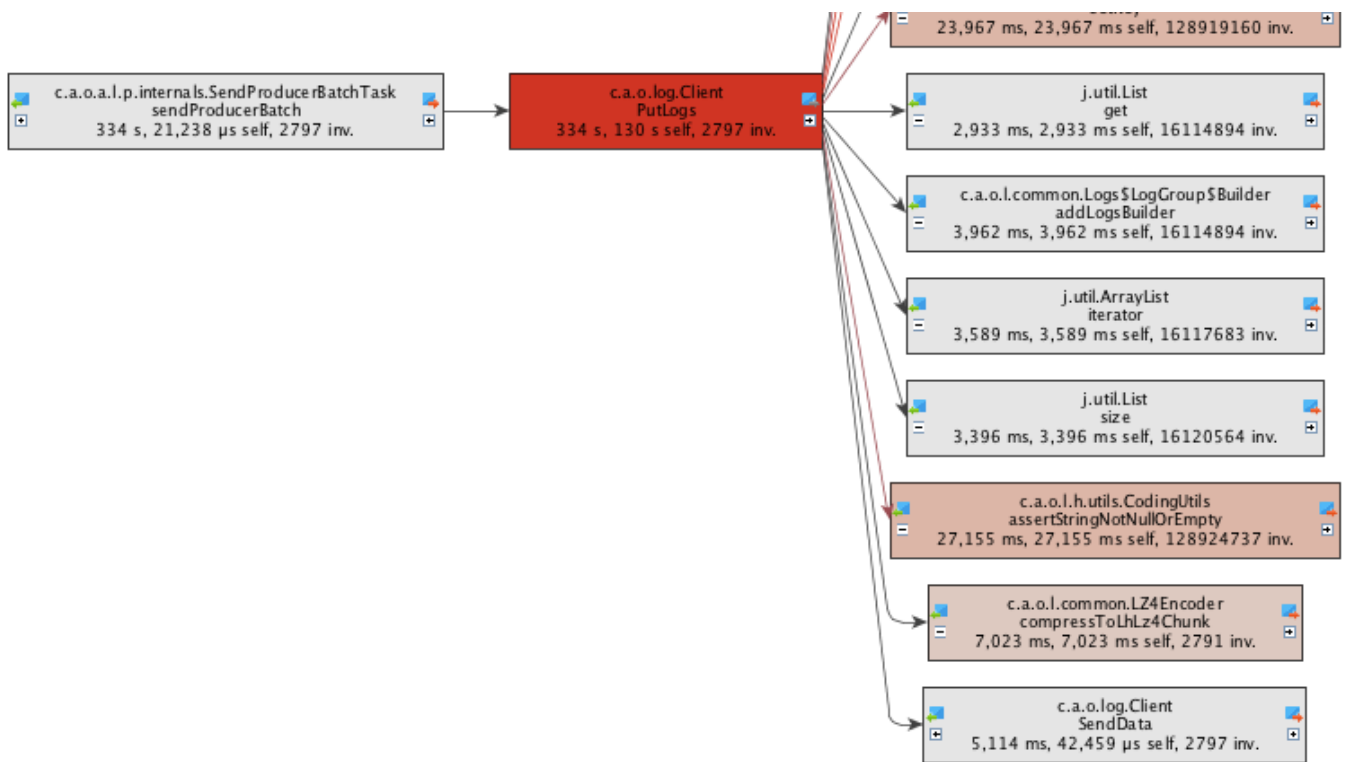 23,967 ms, 23,967 ms self, 128919160 inv.
c.a.o.a.l.p.internals.SendProducerBatchTask
sendProducerBatch
334 s, 21,238 µs self, 2797 inv.
c.a.o.log.Client
PutLogs
334 s, 130 s self, 2797 inv.
j.util.List
get
2,933 ms, 2,933 ms self, 16114894 inv.
c.a.o.l.common.Logs$LogGroup$Builder
addLogsBuilder
3,962 ms, 3,962 ms self, 16114894 inv.
j.util.ArrayList
iterator
3,589 ms, 3,589 ms self, 16117683 inv.
j.util.List
size
3,396 ms, 3,396 ms self, 16120564 inv.
c.a.o.l.h.utils.CodingUtils
assertStringNotNullOrEmpty
27,155 ms, 27,155 ms self, 128924737 inv.
c.a.o.l.common.LZ4Encoder
compressToLhLz4Chunk
7,023 ms, 7,023 ms self, 2791 inv.
c.a.o.log.Client
SendData
5,114 ms, 42,459 µs self, 2797 inv.